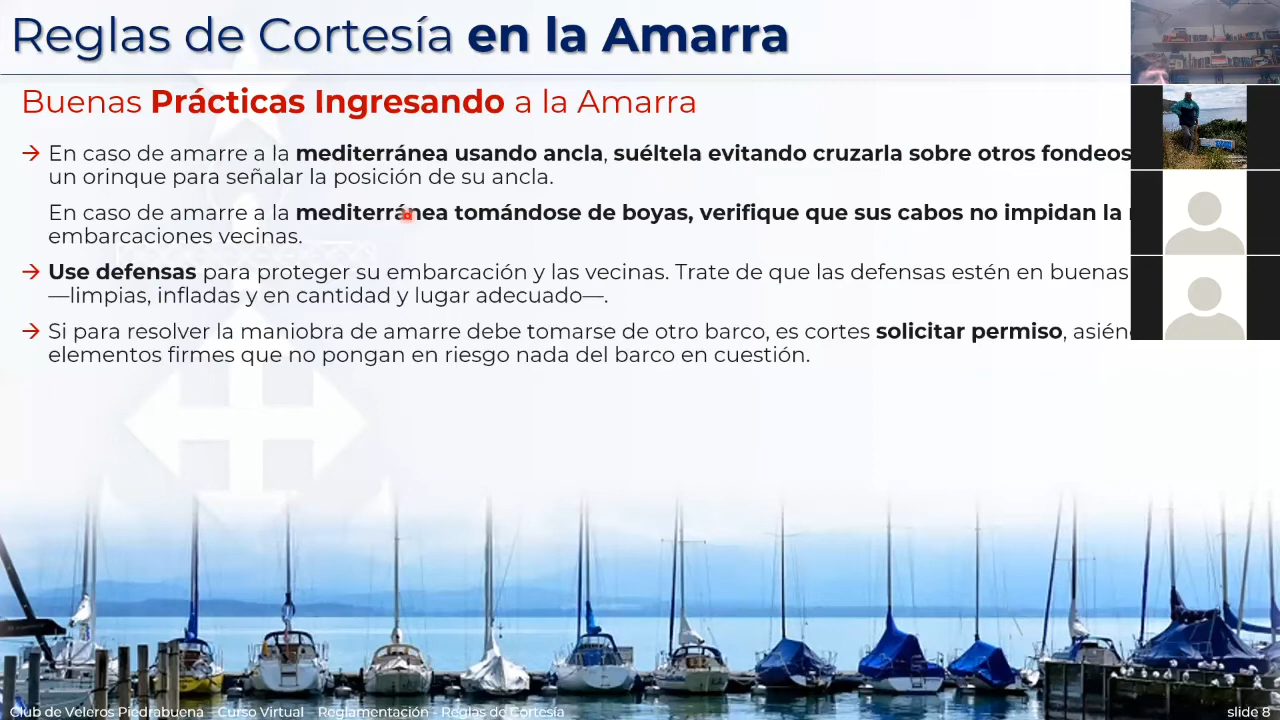 Reglas de Cortesía en la Amarra
Buenas Prácticas Ingresando a la Amarra
→ En caso de amarre a la mediterránea usando ancla, suéltela evitando cruzarla sobre otros fondeos
un orinque para señalar la posición de su ancla.
En caso de amarre a la mediterránea tomándose de boyas, verifique que sus cabos no impidan la
embarcaciones vecinas.
→ Use defensas para proteger su embarcación y las vecinas. Trate de que las defensas estén en buenas
—limpias, infladas y en cantidad y lugar adecuado—.
→ Si para resolver la maniobra de amarre debe tomarse de otro barco, es cortes solicitar permiso,
elementos firmes que no pongan en riesgo nada del barco en cuestión.
Club de Veleros Piedrabuena - Curso Virtual - Reglamentación - Reglas de Cortesía
slide 8